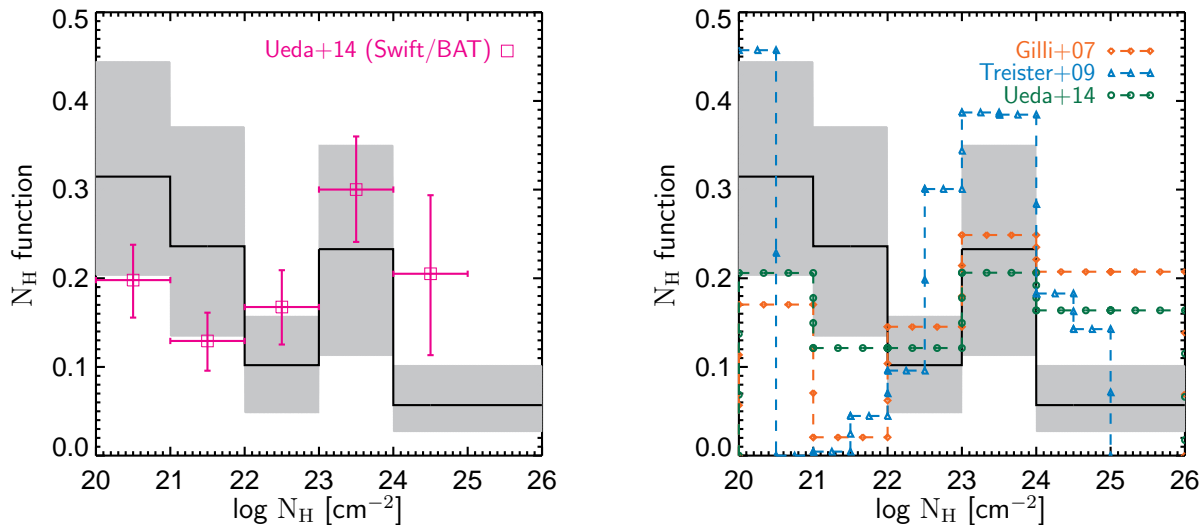 0.5
0.4
0.3
0.2
0.1
0.0
N_H function
Ueda+14 (Swift/BAT)
20 21 22 23 24 25 26
log N_H [cm⁻²]
0.5
0.4
0.3
0.2
0.1
0.0
N_H function
Gilli+07
Treister+09
Ueda+14
20 21 22 23 24 25 26
log N_H [cm⁻²]